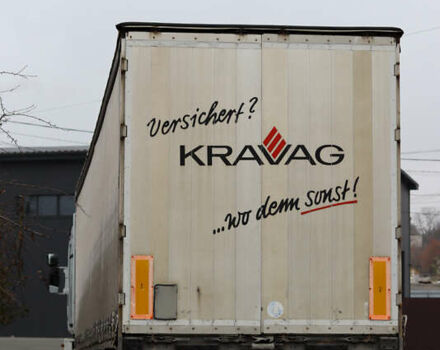 Versichert?
KRAVAG
...wo denn sonst!